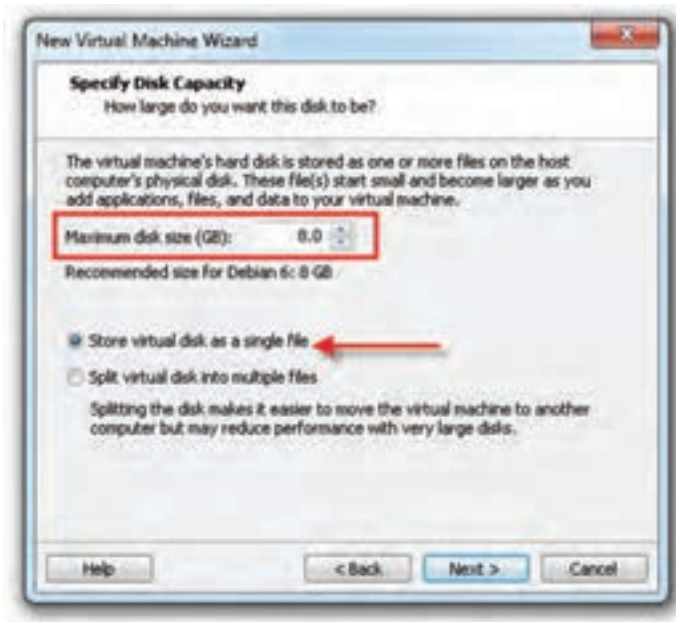 New Virtual Machine Wizard
Specify Disk Capacity
How large do you want this disk to be?
The virtual machine's hard disk is stored as one or more files on the host
computer's physical disk. These file(s) start small and become larger as you
add applications, files, and data to your virtual machine.
Maximum disk size (GB): 8.0
Recommended size for Debian 6: 8 GB
Store virtual disk as a single file
Split virtual disk into multiple files
Splitting the disk makes it easier to move the virtual machine to another
computer but may reduce performance with very large disks.
Help < Back Next > Cancel